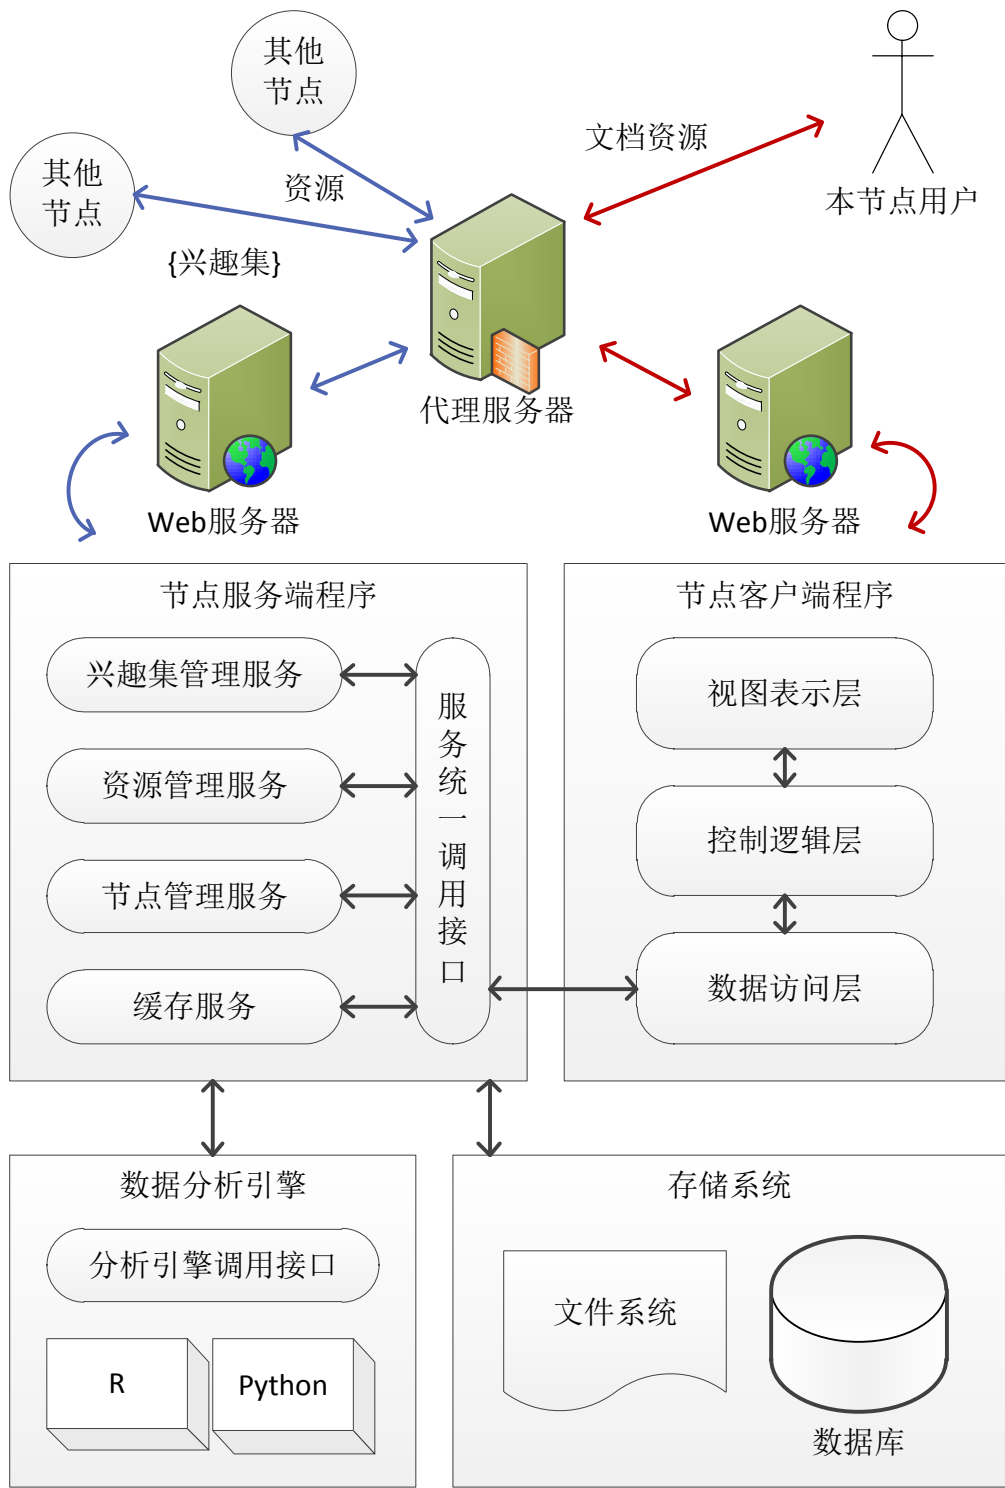 其他
节点
其他
节点
资源
{兴趣集}
文档资源
本节点用户
代理服务器
Web服务器
Web服务器
节点服务端程序
兴趣集管理服务
资源管理服务
节点管理服务
缓存服务
服
务
统
一
调
用
接
口
节点客户端程序
视图表示层
控制逻辑层
数据访问层
数据分析引擎
分析引擎调用接口
R
Python
存储系统
文件系统
数据库